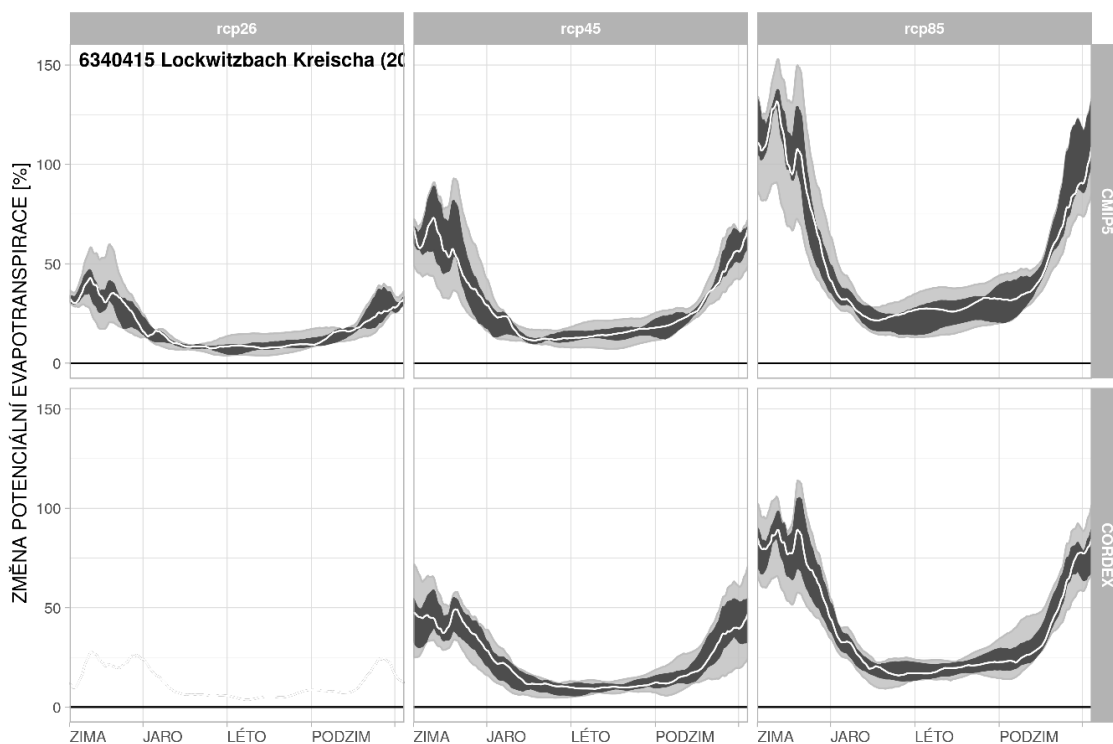 rcp26 rcp45 rcp85
6340415 Lockwitzbach Kreischa (20
ZMĚNA POTENCIÁLNÍ EVAPOTRANSPIRACE [%]
150
100
50
0
CMIP5
150
100
50
0
CORDEX
ZIMA JARO LÉTO PODZIM ZIMA JARO LÉTO PODZIM ZIMA JARO LÉTO PODZIM